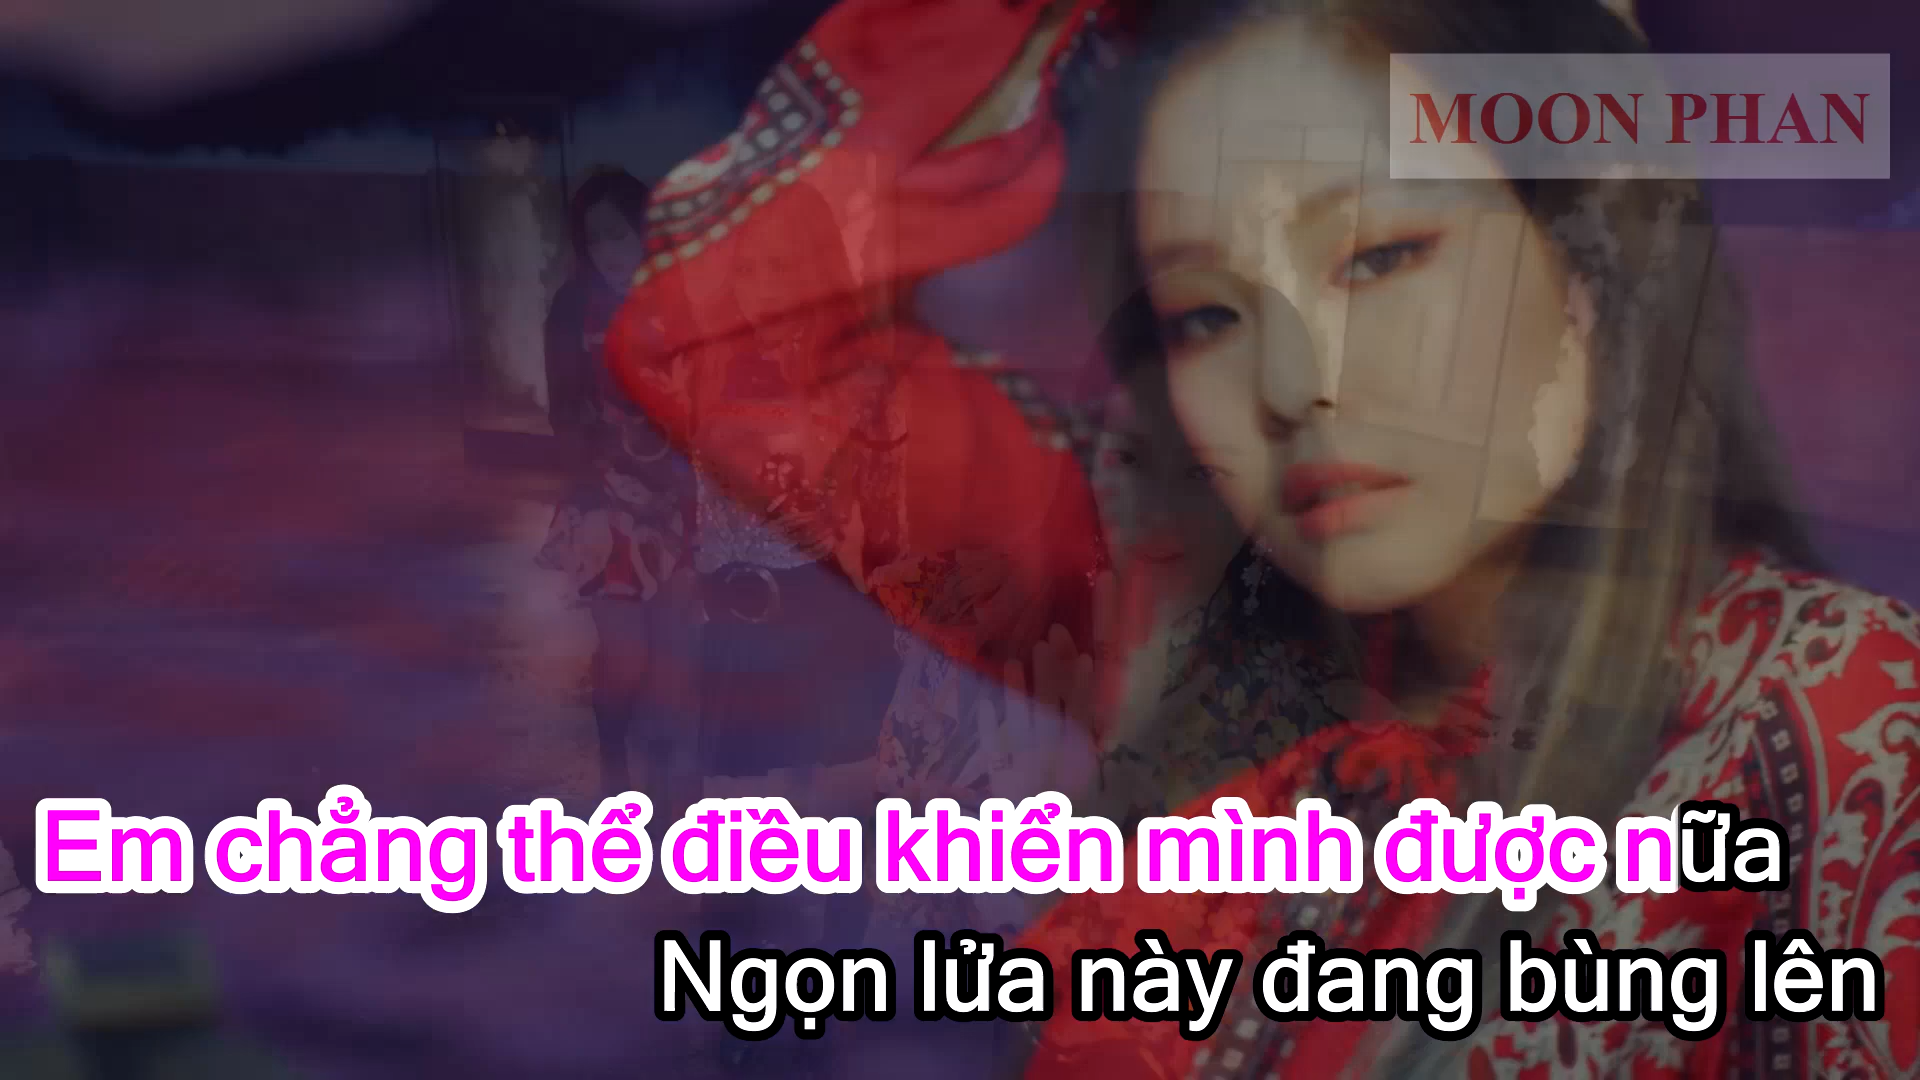 MOON PHAN
Em chẳng thể điều khiển mình được nữa
Ngọn lửa này đang bùng lên